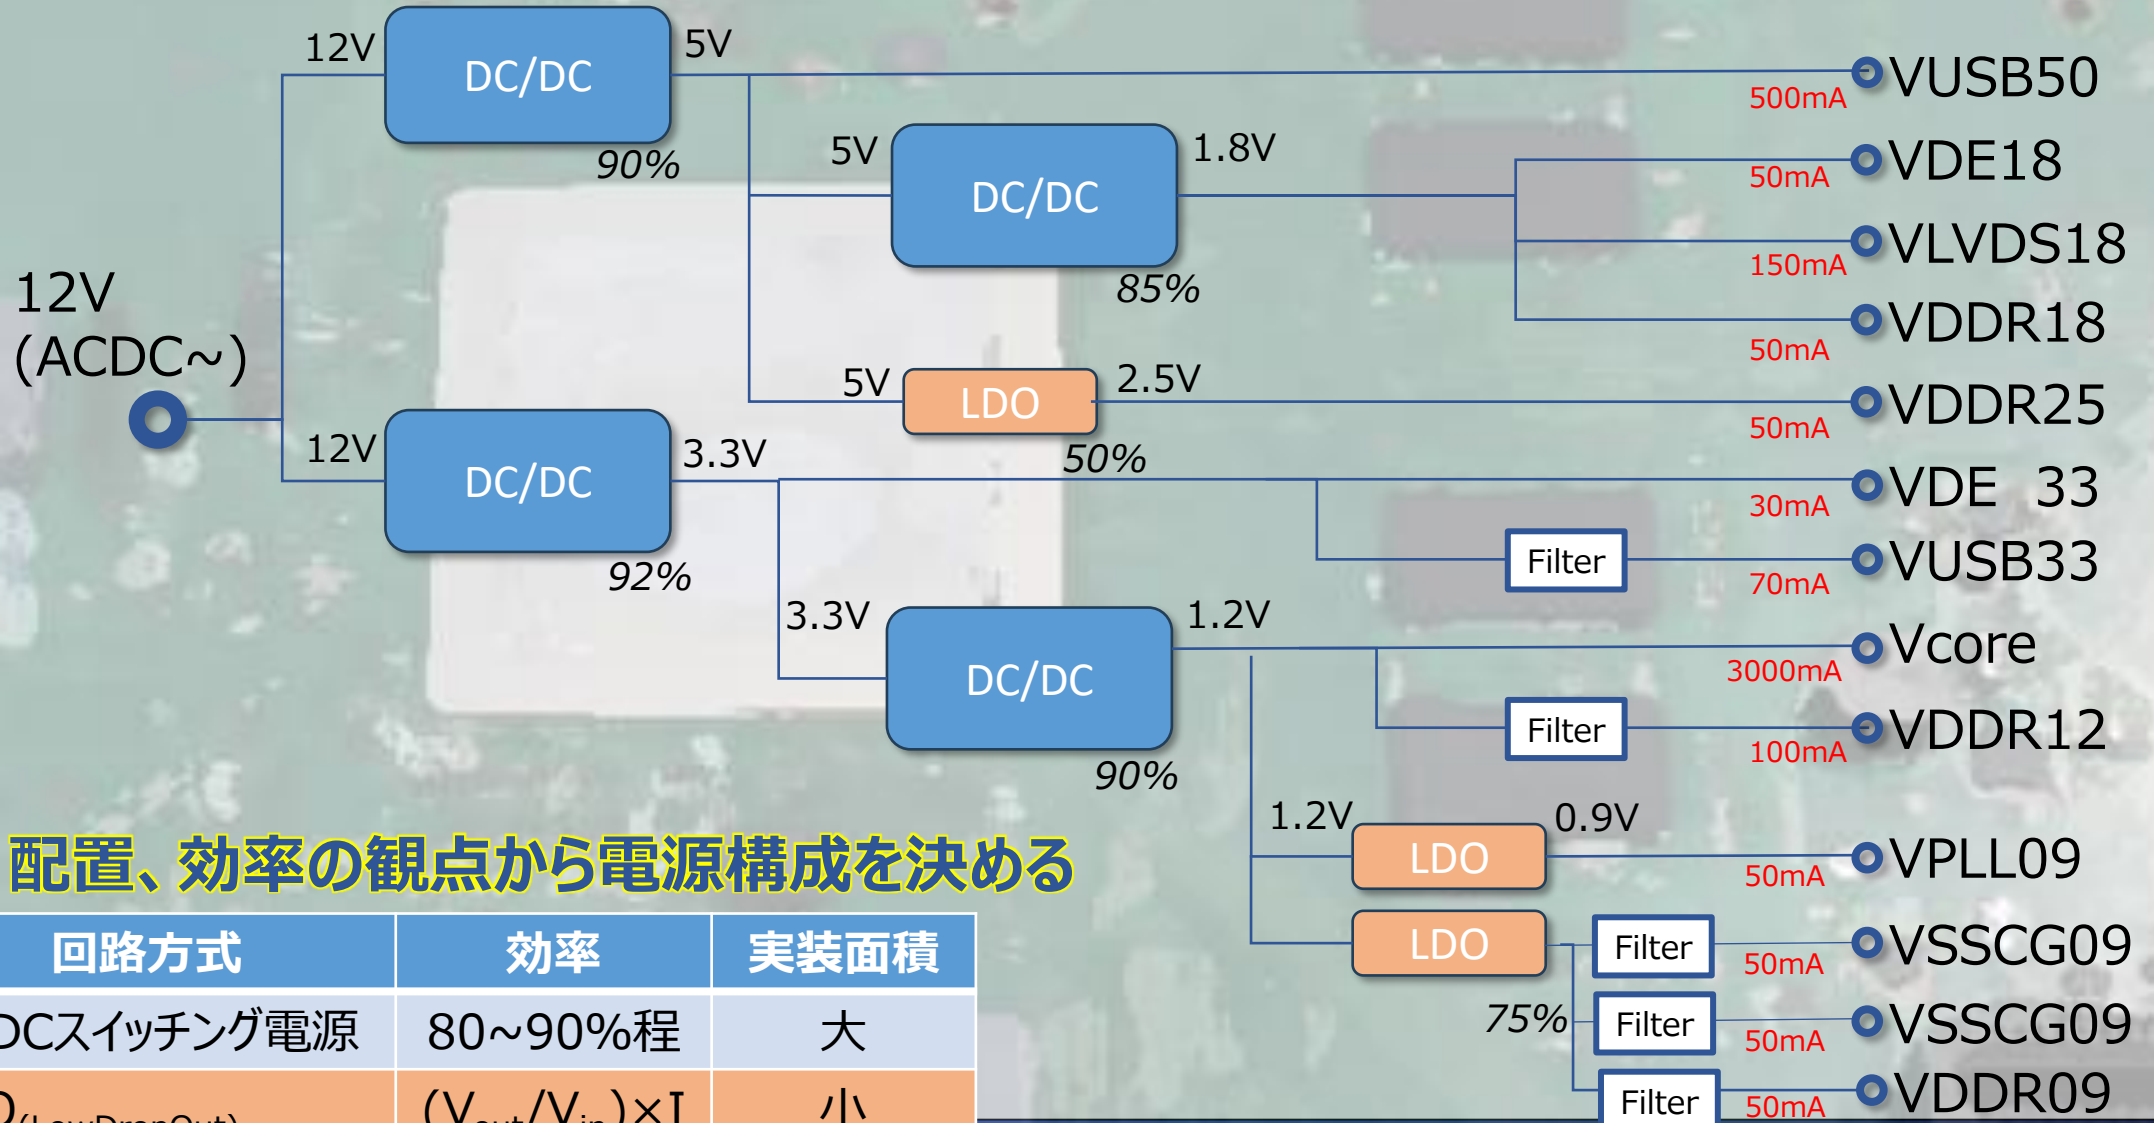 12V
DC/DC
5V
90%
VUSB50
500mA
5V
DC/DC
1.8V
85%
VDE18
50mA
VLVDS18
150mA
VDDR18
50mA
12V
(ACDC~)
5V
LDO
2.5V
50%
VDDR25
50mA
12V
DC/DC
3.3V
92%
VDE 33
30mA
Filter
VUSB33
70mA
3.3V
DC/DC
1.2V
90%
Vcore
3000mA
Filter
VDDR12
100mA
1.2V
LDO
0.9V
VPLL09
50mA
LDO
75%
Filter
VSSCG09
50mA
Filter
VSSCG09
50mA
Filter
VDDR09
50mA
配置、効率の観点から電源構成を決める
回路方式 効率 実装面積
DCスイッチング電源 80~90%程 大
(LowDropOut) (Vout/Vin)×I 小